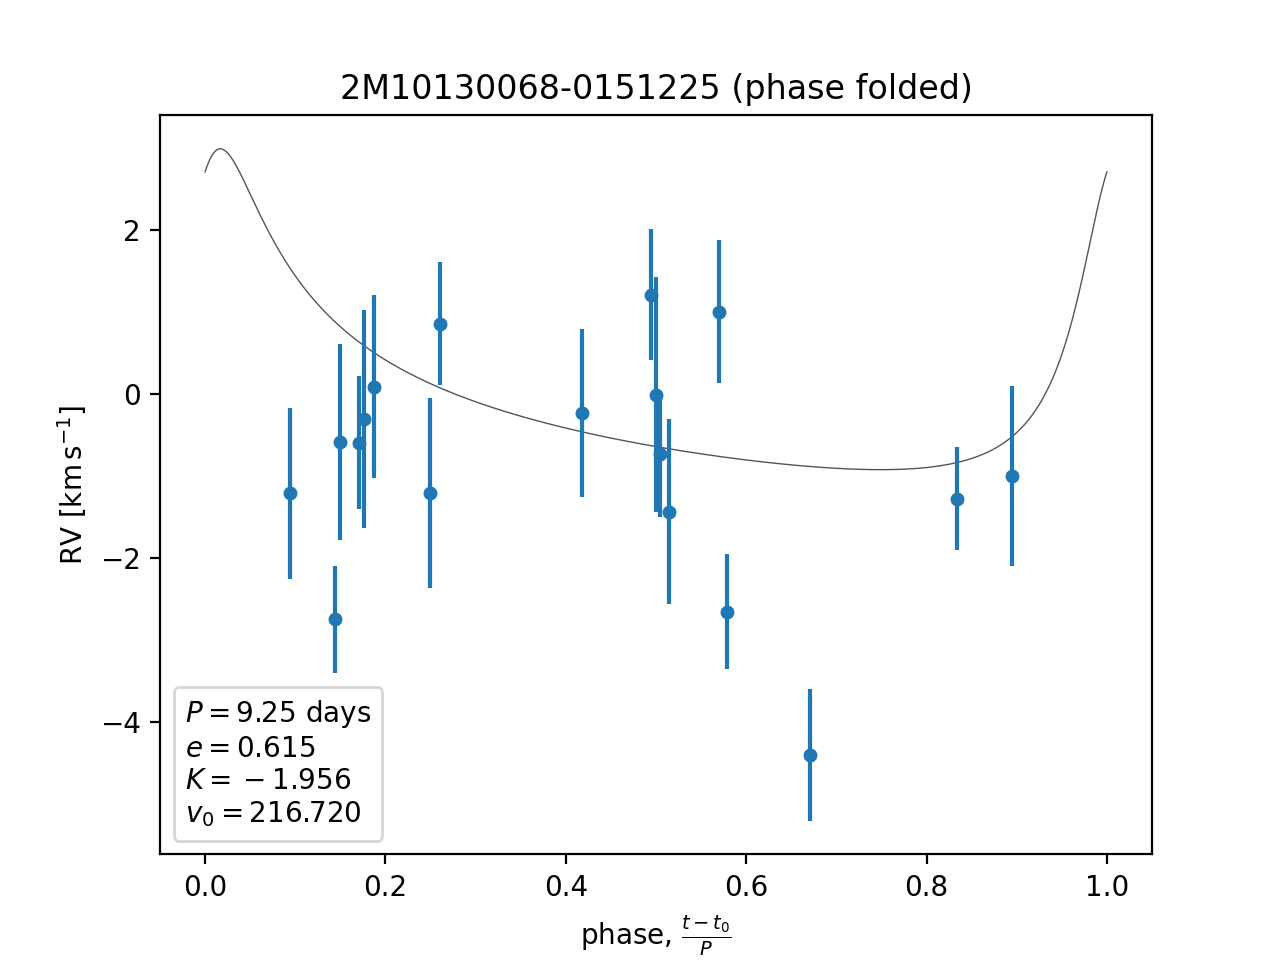 2M10130068-0151225 (phase folded)
RV [km s⁻¹]
2
0
−2
−4
P = 9.25 days
e = 0.615
K = −1.956
v₀ = 216.720
0.0 0.2 0.4 0.6 0.8 1.0
phase, (t − t₀)/P